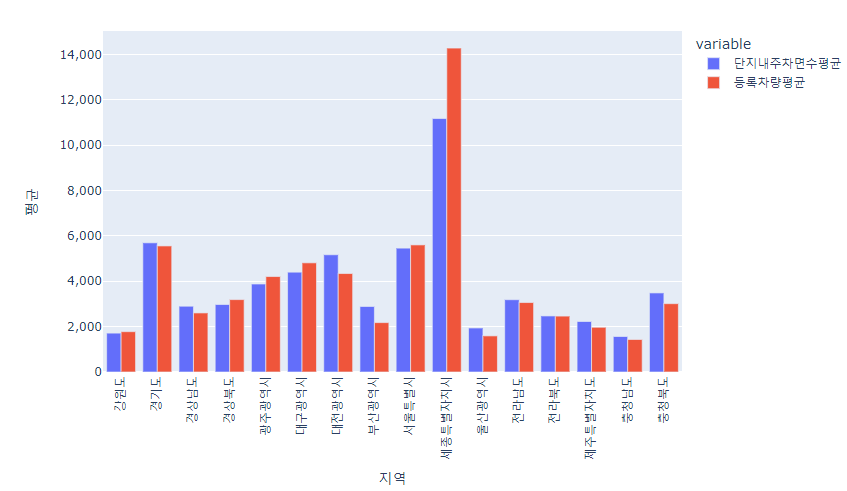 variable
단지내주차면수평균
등록차량평균
평균
14,000
12,000
10,000
8,000
6,000
4,000
2,000
0
강원도
경기도
경상남도
경상북도
광주광역시
대구광역시
대전광역시
부산광역시
서울특별시
세종특별자치시
울산광역시
전라남도
전라북도
제주특별자치도
충청남도
충청북도
지역